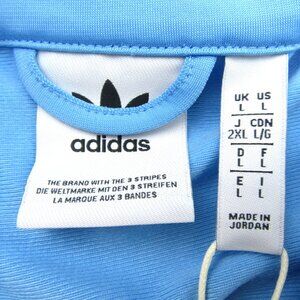 adidas
THE BRAND WITH THE 3 STRIPES
DIE WELTMARKE MIT DEN 3 STREIFEN
LA MARQUE AUX 3 BANDES
UK US
L L
J CDN
2XL L/G
D F
L L
E I
L L
MADE IN
JORDAN